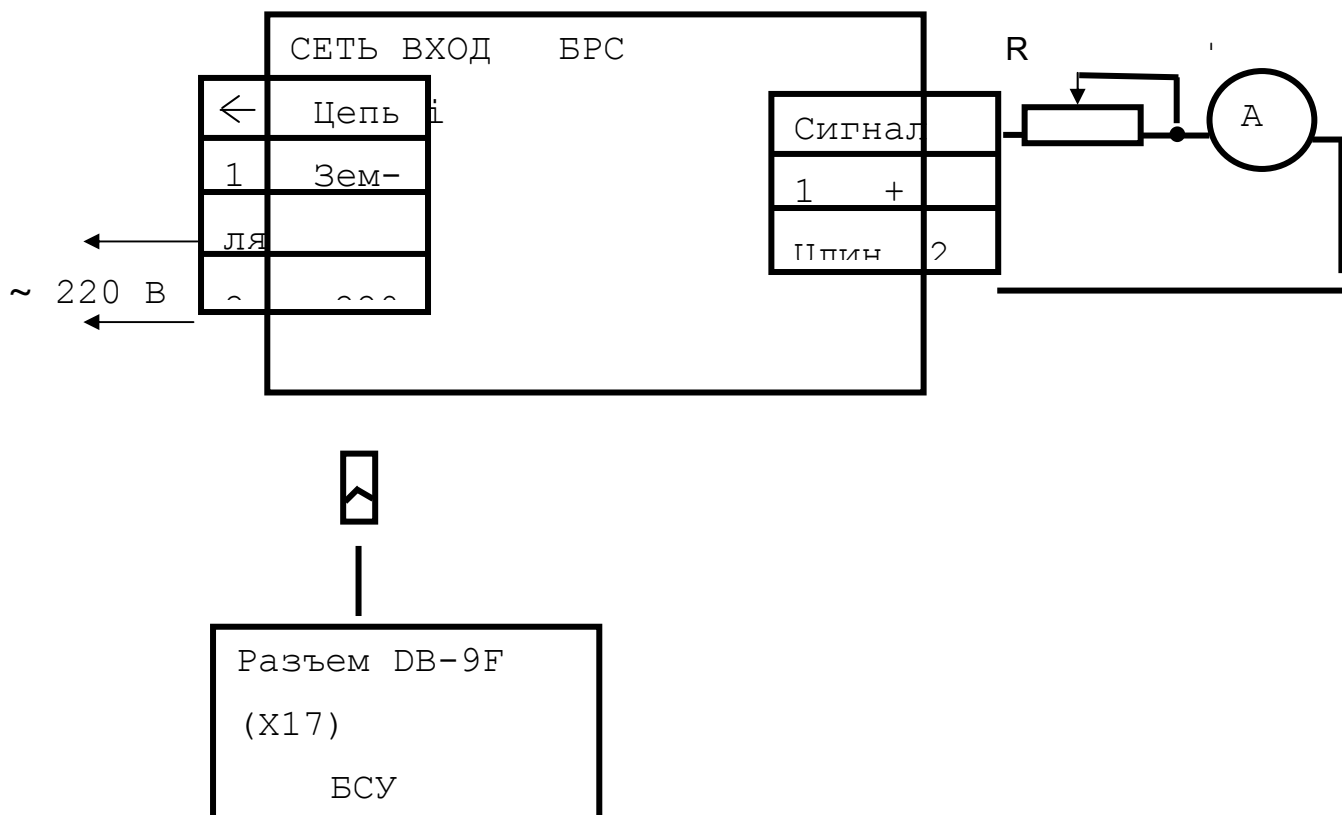 СЕТЬ ВХОД БРС
R
Цепь
Сигнал
А
1 Зем-
1 +
ля
~ 220 В
Разъем DB-9F
(X17)
БСУ